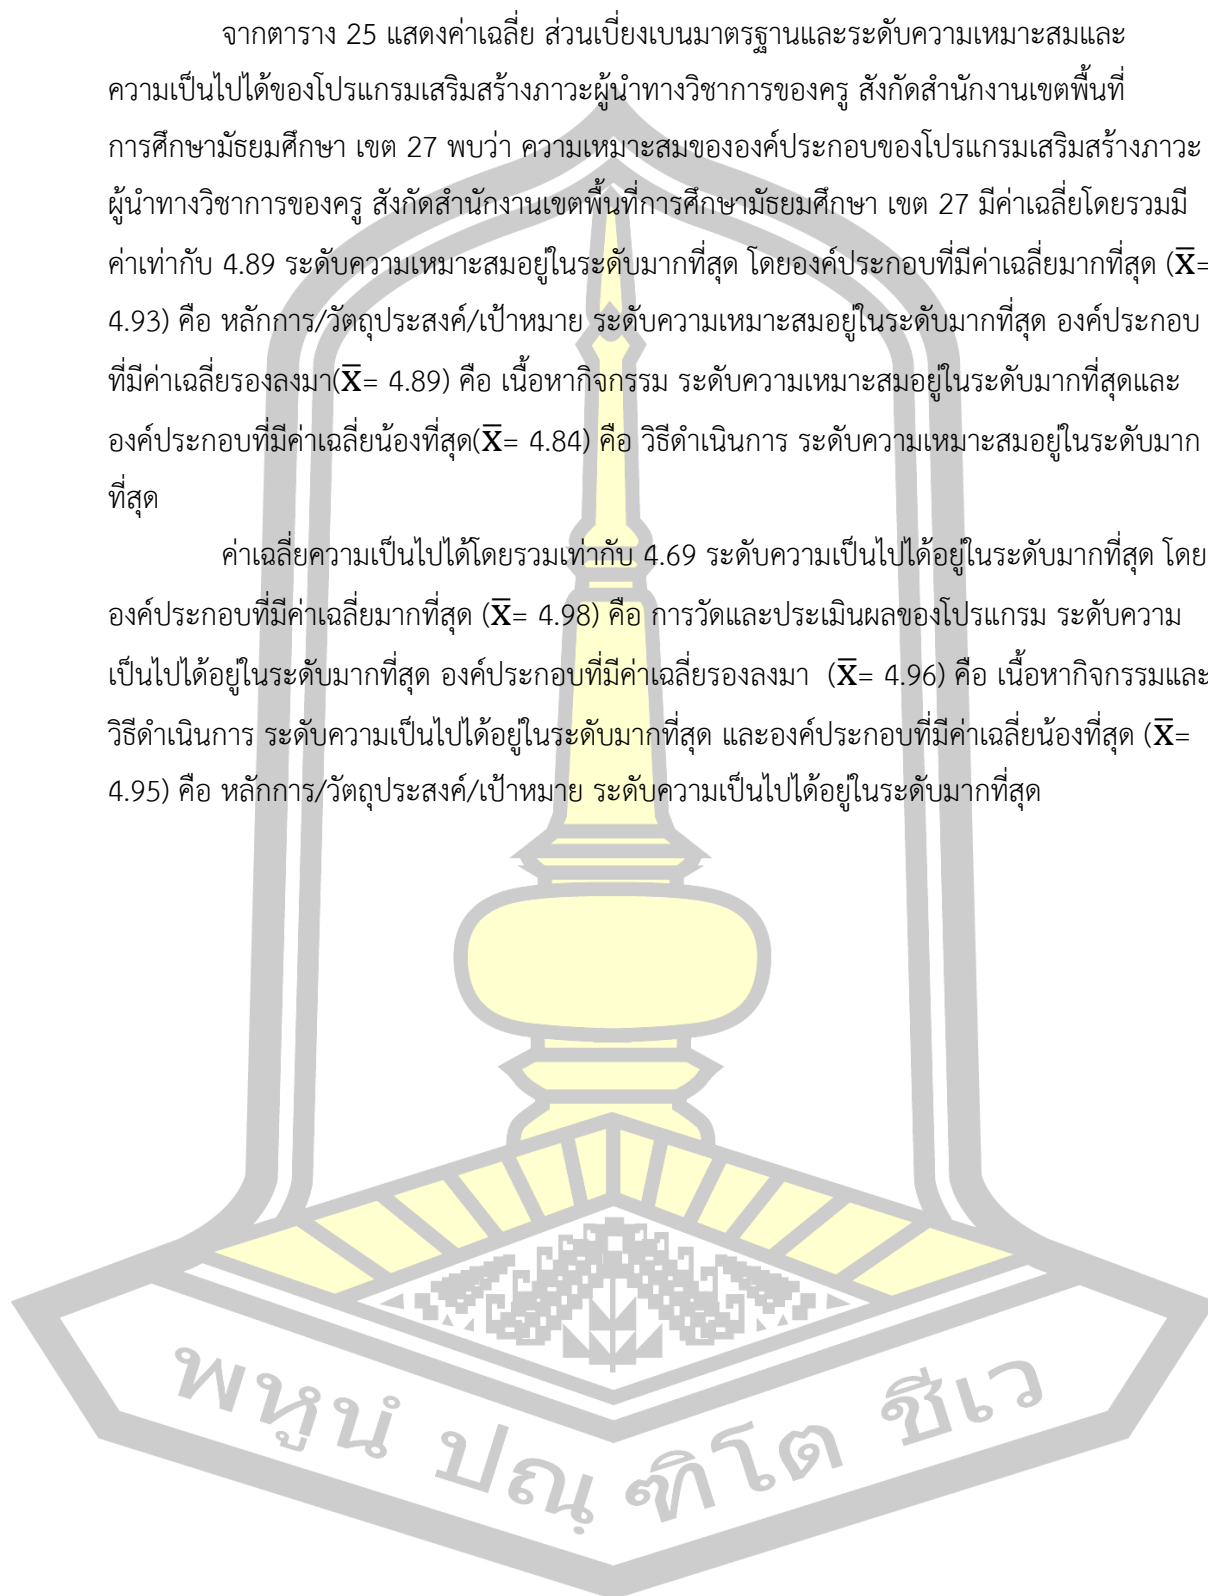 จากตาราง 25 แสดงค่าเฉลี่ย ส่วนเบี่ยงเบนมาตรฐานและระดับความเหมาะสมและ
ความเป็นไปได้ของโปรแกรมเสริมสร้างภาวะผู้นำทางวิชาการของครู สังกัดสำนักงานเขตพื้นที่
การศึกษามัธยมศึกษา เขต 27 พบว่า ความเหมาะสมขององค์ประกอบของโปรแกรมเสริมสร้างภาวะ
ผู้นำทางวิชาการของครู สังกัดสำนักงานเขตพื้นที่การศึกษามัธยมศึกษา เขต 27 มีค่าเฉลี่ยโดยรวมมี
ค่าเท่ากับ 4.89 ระดับความเหมาะสมอยู่ในระดับมากที่สุด โดยองค์ประกอบที่มีค่าเฉลี่ยมากที่สุด (X̅=
4.93) คือ หลักการ/วัตถุประสงค์/เป้าหมาย ระดับความเหมาะสมอยู่ในระดับมากที่สุด องค์ประกอบ
ที่มีค่าเฉลี่ยรองลงมา(X̅= 4.89) คือ เนื้อหากิจกรรม ระดับความเหมาะสมอยู่ในระดับมากที่สุดและ
องค์ประกอบที่มีค่าเฉลี่ยน้องที่สุด(X̅= 4.84) คือ วิธีดำเนินการ ระดับความเหมาะสมอยู่ในระดับมาก
ที่สุด
ค่าเฉลี่ยความเป็นไปได้โดยรวมเท่ากับ 4.69 ระดับความเป็นไปได้อยู่ในระดับมากที่สุด โดย
องค์ประกอบที่มีค่าเฉลี่ยมากที่สุด (X̅= 4.98) คือ การวัดและประเมินผลของโปรแกรม ระดับความ
เป็นไปได้อยู่ในระดับมากที่สุด องค์ประกอบที่มีค่าเฉลี่ยรองลงมา (X̅= 4.96) คือ เนื้อหากิจกรรมและ
วิธีดำเนินการ ระดับความเป็นไปได้อยู่ในระดับมากที่สุด และองค์ประกอบที่มีค่าเฉลี่ยน้องที่สุด (X̅=
4.95) คือ หลักการ/วัตถุประสงค์/เป้าหมาย ระดับความเป็นไปได้อยู่ในระดับมากที่สุด
พหูนํ ปณฺฑิโต ชีเว